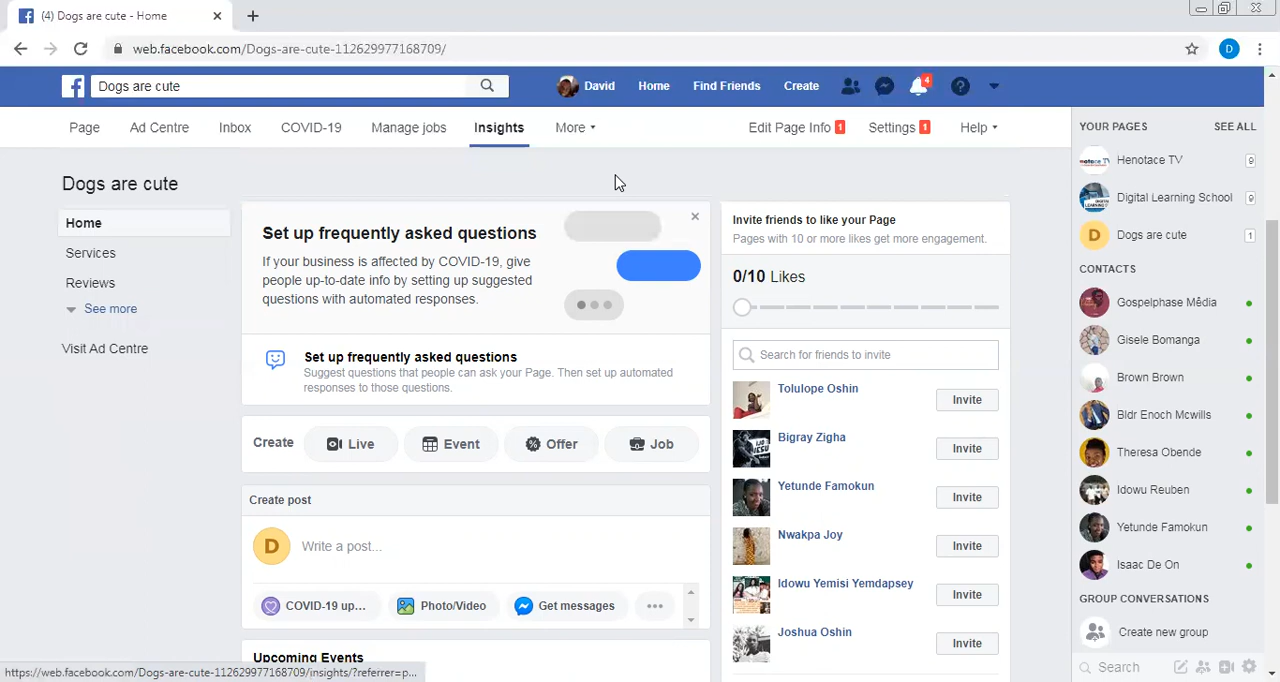 (4) Dogs are cute - Home
web.facebook.com/Dogs-are-cute-112629977168709/
D
Dogs are cute
David
Home
Find Friends
Create
4
Page
Ad Centre
Inbox
COVID-19
Manage jobs
Insights
More
Edit Page Info 1
Settings 1
Help
Dogs are cute
Home
Services
Reviews
See more
Visit Ad Centre
Set up frequently asked questions
If your business is affected by COVID-19, give
people up-to-date info by setting up suggested
questions with automated responses.
Set up frequently asked questions
Suggest questions that people can ask your Page. Then set up automated
responses to those questions.
Create
Live
Event
Offer
Job
Create post
D
Write a post...
COVID-19 up...
Photo/Video
Get messages
Upcoming Events
Invite friends to like your Page
Pages with 10 or more likes get more engagement.
0/10 Likes
Search for friends to invite
Tolulope Oshin
Invite
Bigray Zigha
Invite
Yetunde Famokun
Invite
Nwakpa Joy
Invite
Idowu Yemisi Yemdapsey
Invite
Joshua Oshin
Invite
YOUR PAGES
SEE ALL
Henotace TV
9
Digital Learning School
9
D
Dogs are cute
1
CONTACTS
Gospelphase Mêdia
Gisele Bomanga
Brown Brown
Bldr Enoch Mcwills
Theresa Obende
Idowu Reuben
Yetunde Famokun
Isaac De On
GROUP CONVERSATIONS
Create new group
Search
https://web.facebook.com/Dogs-are-cute-112629977168709/insights/?referrer=p...